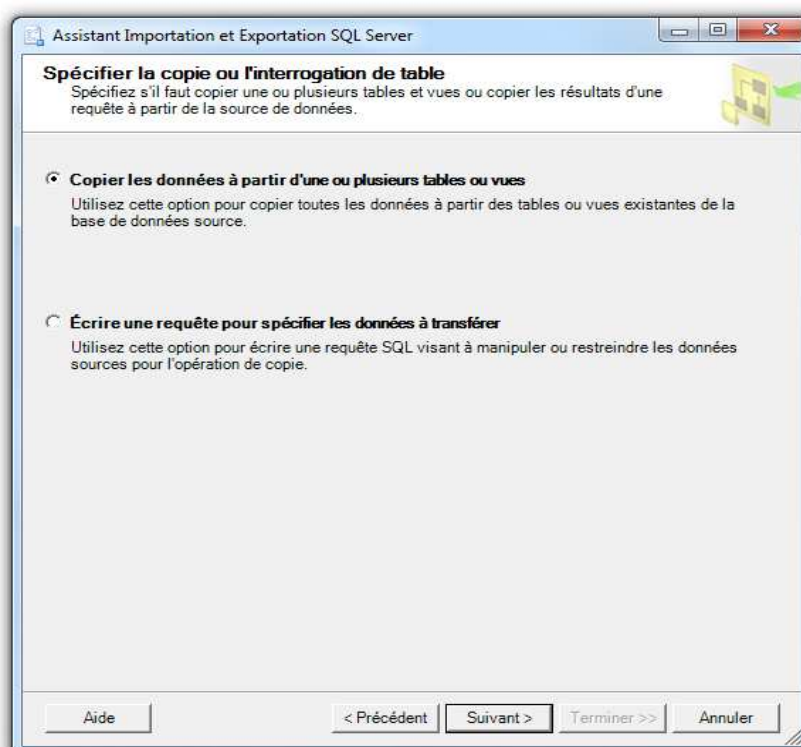 Assistant Importation et Exportation SQL Server
Spécifier la copie ou l'interrogation de table
Spécifiez s'il faut copier une ou plusieurs tables et vues ou copier les résultats d'une
requête à partir de la source de données.
Copier les données à partir d'une ou plusieurs tables ou vues
Utilisez cette option pour copier toutes les données à partir des tables ou vues existantes de la
base de données source.
Écrire une requête pour spécifier les données à transférer
Utilisez cette option pour écrire une requête SQL visant à manipuler ou restreindre les données
sources pour l'opération de copie.
Aide < Précédent Suivant > Terminer >> Annuler